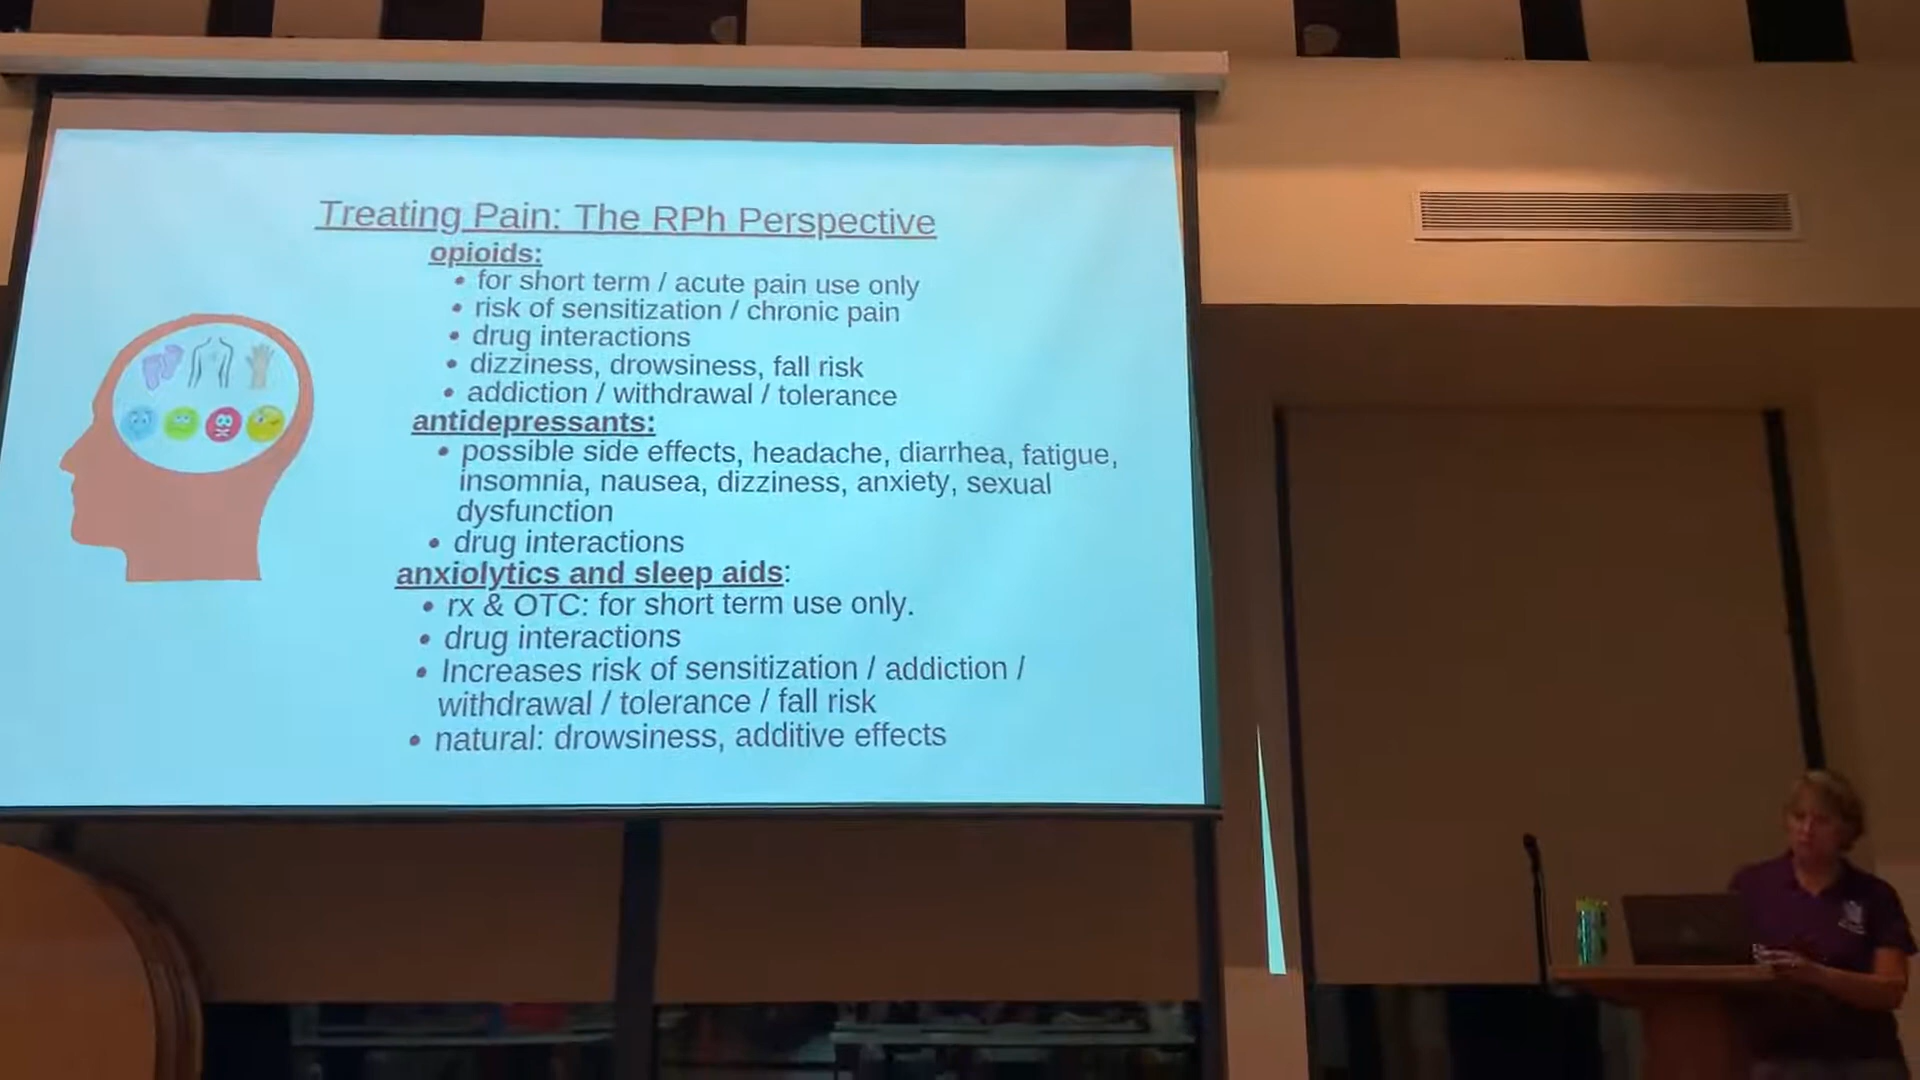 Treating Pain: The RPh Perspective
opioids:
• for short term / acute pain use only
• risk of sensitization / chronic pain
• drug interactions
• dizziness, drowsiness, fall risk
• addiction / withdrawal / tolerance
antidepressants:
• possible side effects, headache, diarrhea, fatigue,
insomnia, nausea, dizziness, anxiety, sexual
dysfunction
• drug interactions
anxiolytics and sleep aids:
• rx & OTC: for short term use only.
• drug interactions
• Increases risk of sensitization / addiction /
withdrawal / tolerance / fall risk
• natural: drowsiness, additive effects